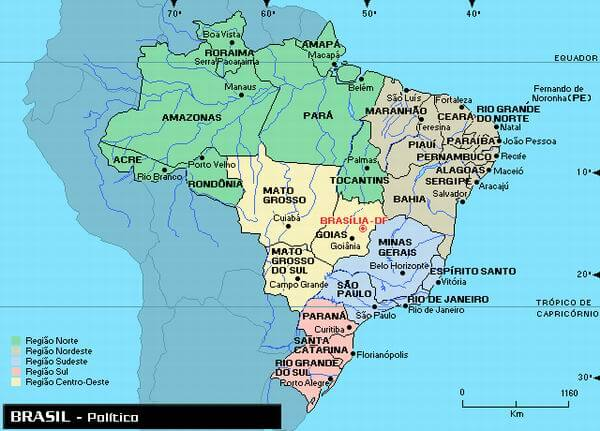 70°
60°
50°
40°
Boa Vista
RORAIMA
Serra Pacaraima
AMAPÁ
Macapá
EQUADOR
Manaus
Belém
São Luís
Fortaleza
Fernando de
Noronha(PE)
AMAZONAS
PARÁ
MARANHÃO
Teresina
CEARÁ
RIO GRANDE
DO NORTE
Natal
PIAUÍ
PARAÍBA
João Pessoa
ACRE
Porto Velho
Rio Branco
RONDÔNIA
Palmas
TOCANTINS
PERNAMBUCO
Recife
ALAGOAS
Maceió
SERGIPE
Aracajú
10°
MATO
GROSSO
Cuiabá
BAHIA
Salvador
BRASÍLIA-DF
GOIÁS
Goiânia
MINAS
GERAIS
Belo Horizonte
MATO
GROSSO
DO SUL
Campo Grande
ESPÍRITO SANTO
Vitória
20°
SÃO
PAULO
São Paulo
RIO DE JANEIRO
Rio de Janeiro
TRÓPICO DE
CAPRICÓRNIO
PARANÁ
Curitiba
SANTA
CATARINA
Florianópolis
RIO GRANDE
DO SUL
Porto Alegre
30°
Região Norte
Região Nordeste
Região Sudeste
Região Sul
Região Centro-Oeste
0
1160
Km
BRASIL - Político